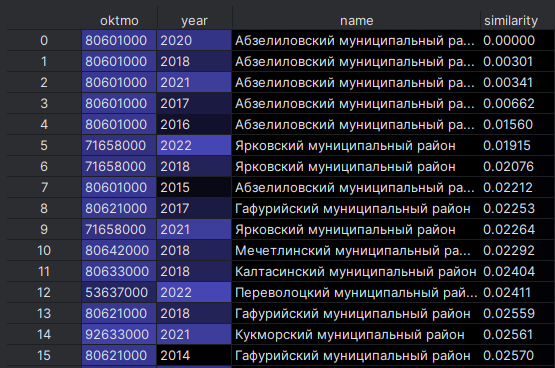 oktmo year name similarity
0 80601000 2020 Абзелиловский муниципальный ра... 0.00000
1 80601000 2018 Абзелиловский муниципальный ра... 0.00301
2 80601000 2021 Абзелиловский муниципальный ра... 0.00341
3 80601000 2017 Абзелиловский муниципальный ра... 0.00662
4 80601000 2016 Абзелиловский муниципальный ра... 0.01560
5 71658000 2022 Ярковский муниципальный район 0.01915
6 71658000 2018 Ярковский муниципальный район 0.02076
7 80601000 2015 Абзелиловский муниципальный ра... 0.02212
8 80621000 2017 Гафурийский муниципальный район 0.02253
9 71658000 2021 Ярковский муниципальный район 0.02264
10 80642000 2018 Мечетлинский муниципальный ра... 0.02292
11 80633000 2018 Калтасинский муниципальный район 0.02404
12 53637000 2022 Переволоцкий муниципальный рай... 0.02411
13 80621000 2018 Гафурийский муниципальный район 0.02559
14 92633000 2021 Кукморский муниципальный район 0.02561
15 80621000 2014 Гафурийский муниципальный район 0.02570